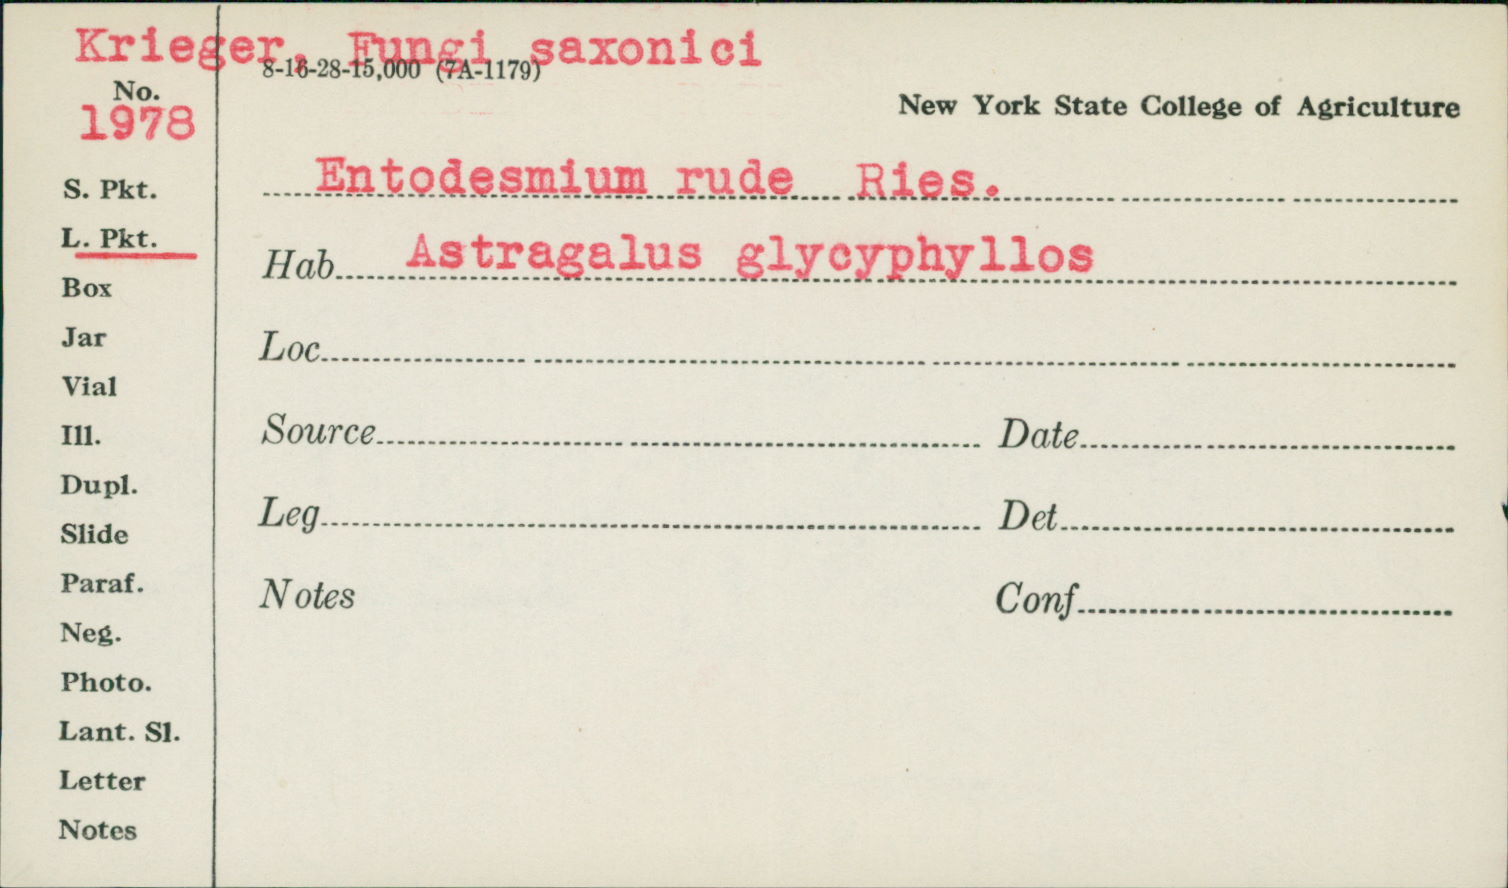 Krieger, Fungi saxonici
8-16-28-15,000 (7A-1179)
No.
1978
New York State College of Agriculture
Entodesmium rude Ries.
S. Pkt.
L. Pkt.
Hab. Astragalus glycyphyllos
Box
Jar
Loc.
Vial
Ill.
Source
Date
Dupl.
Slide
Leg.
Det.
Paraf.
Notes
Conf.
Neg.
Photo.
Lant. Sl.
Letter
Notes